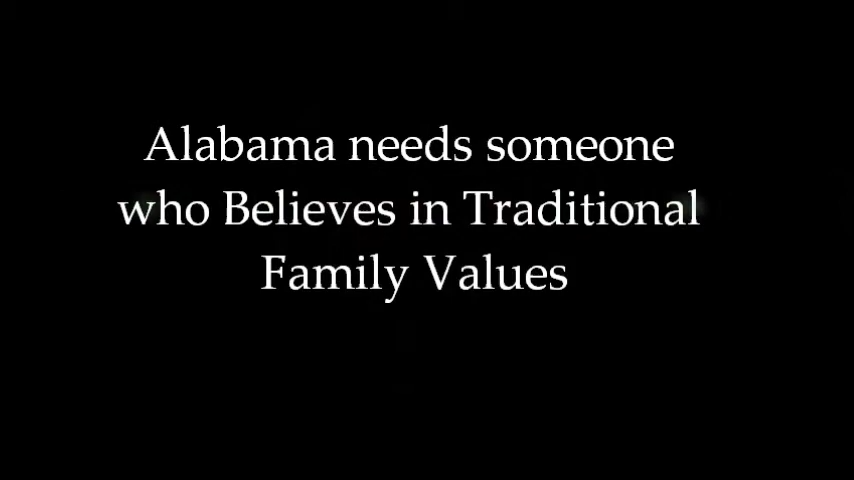 Alabama needs someone
who Believes in Traditional
Family Values